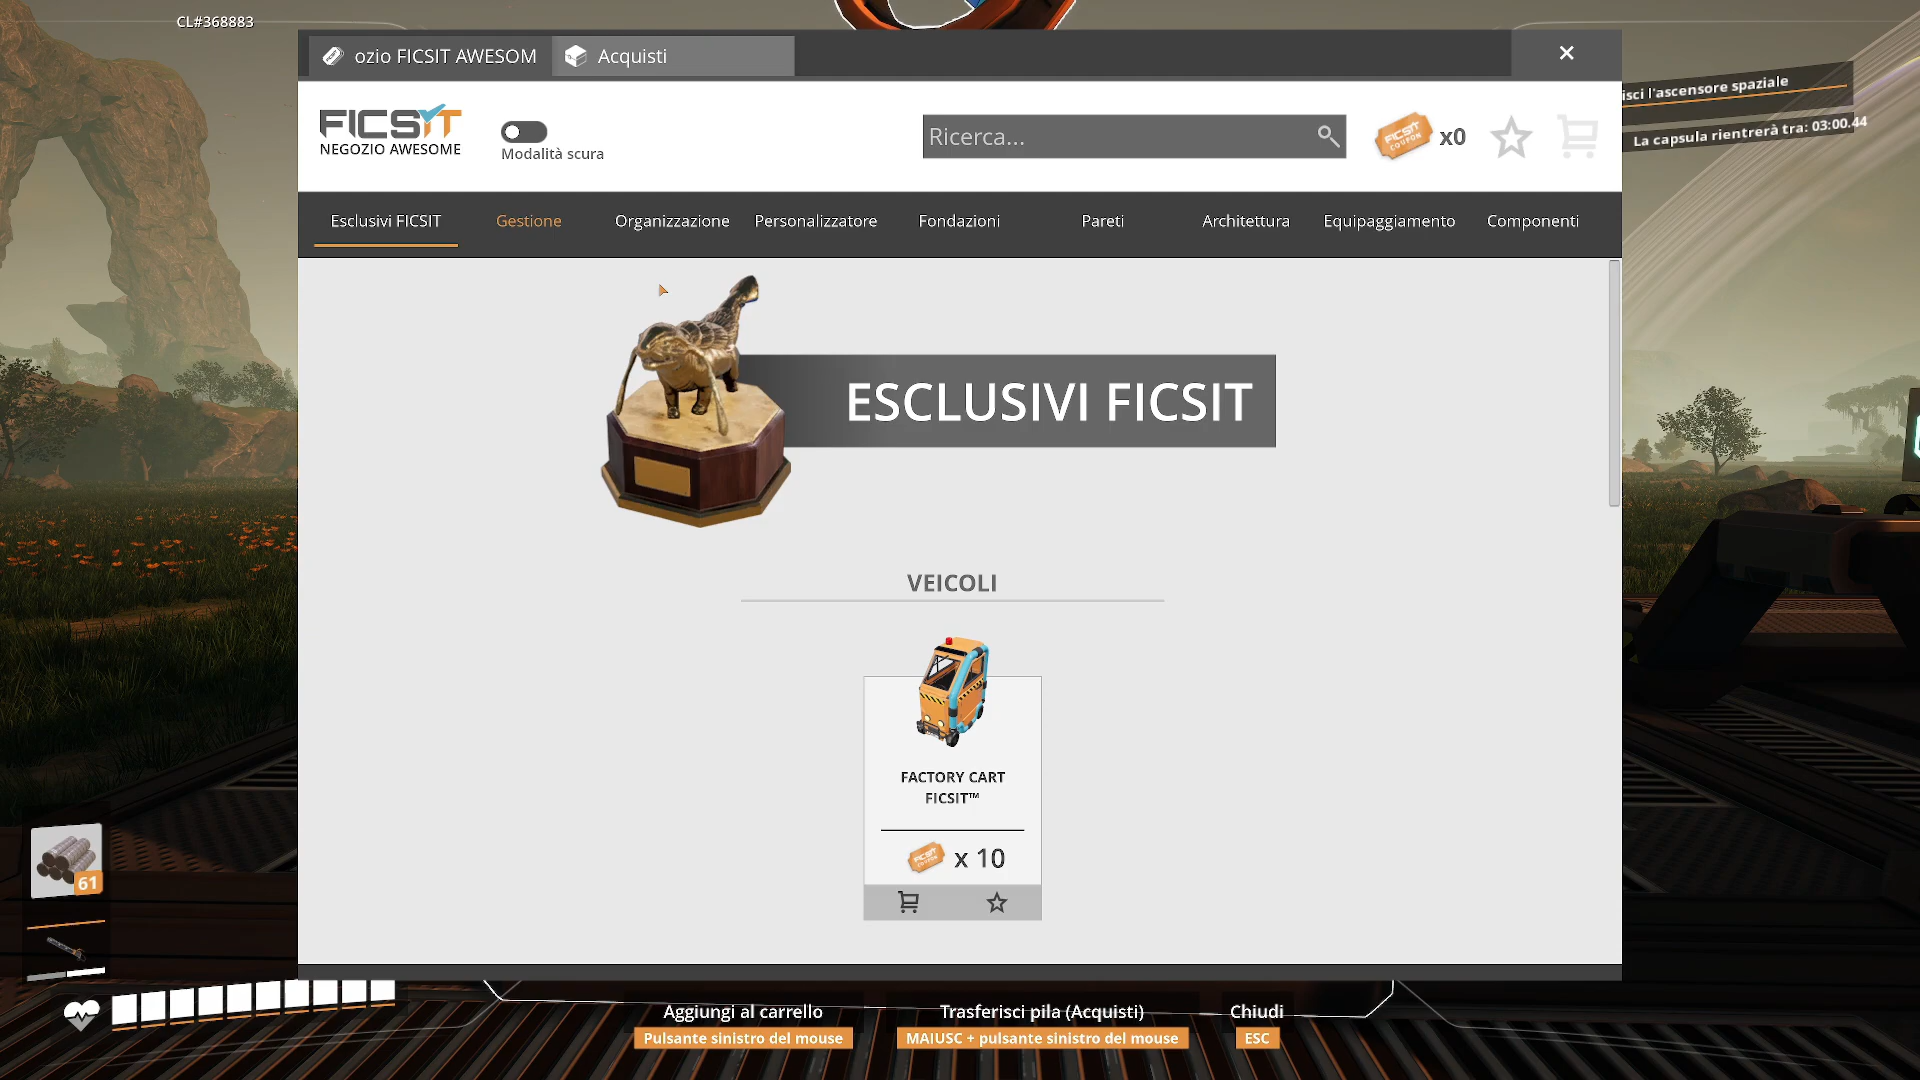 CL#368883
ozio FICSIT AWESOM
Acquisti
isci l'ascensore spaziale
La capsula rientrerà tra: 03:00.44
FICSIT
NEGOZIO AWESOME
Modalità scura
Ricerca...
FICSIT COUPON
x0
Esclusivi FICSIT
Gestione
Organizzazione
Personalizzatore
Fondazioni
Pareti
Architettura
Equipaggiamento
Componenti
ESCLUSIVI FICSIT
VEICOLI
FACTORY CART
FICSIT™
x 10
61
Aggiungi al carrello
Trasferisci pila (Acquisti)
Chiudi
Pulsante sinistro del mouse
MAIUSC + pulsante sinistro del mouse
ESC